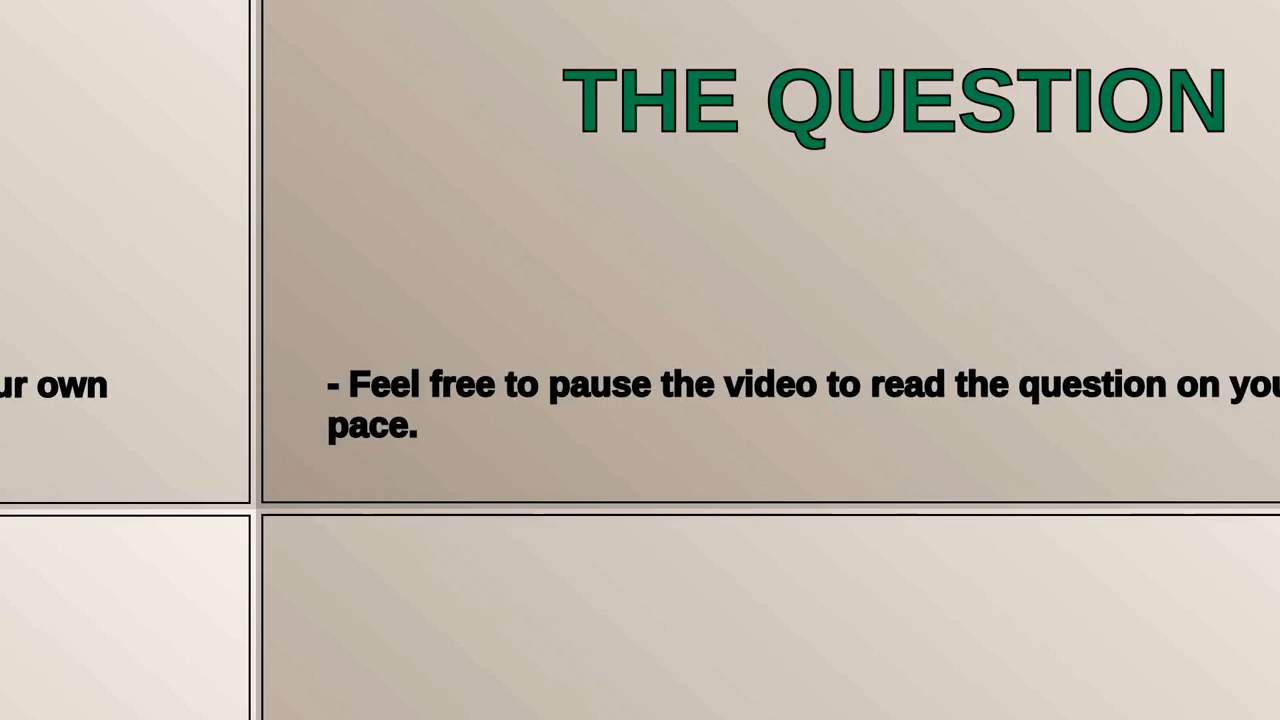 THE QUESTION
ur own
- Feel free to pause the video to read the question on you
pace.